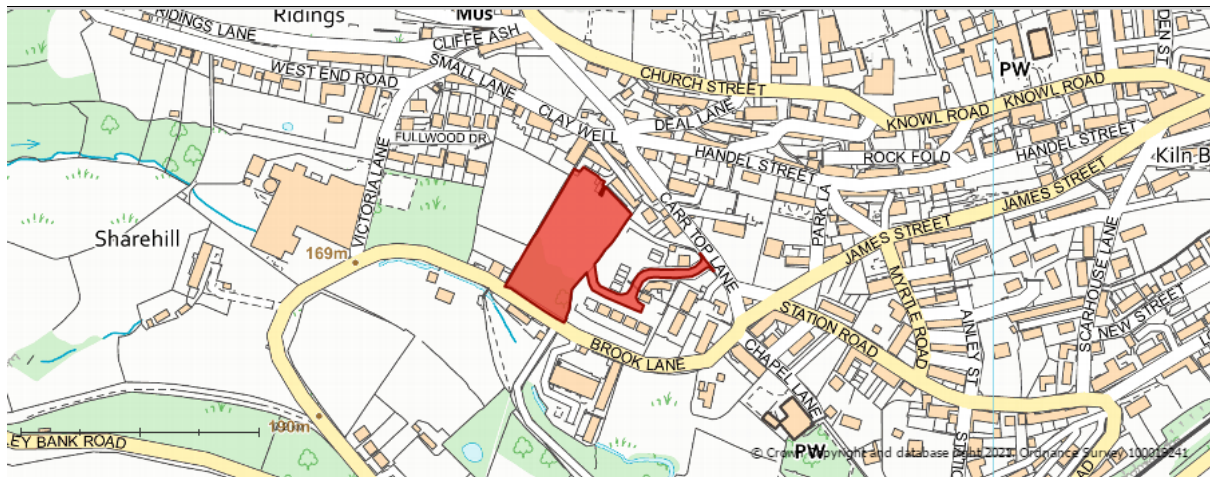 Ridings
MUS
RIDINGS LANE
CLIFFE ASH
WEST END ROAD
SMALL LANE
CHURCH STREET
PW
KNOWL ROAD
KNOWL ROAD
CLAY WELL
DEAL LANE
FULLWOOD DR
HANDEL STREET
ROCK FOLD
HANDEL STREET
Kiln B
VICTORIA LANE
CARR TOP LANE
PARK LA
JAMES STREET
JAMES STREET
Sharehill
169m
MYRTLE ROAD
SCARHOUSE LANE
STATION ROAD
AINLEY ST
NEW STREET
BROOK LANE
CHAPEL LANE
190m
LEY BANK ROAD
PW
© Crown copyright and database right 2021. Ordnance Survey 100019241